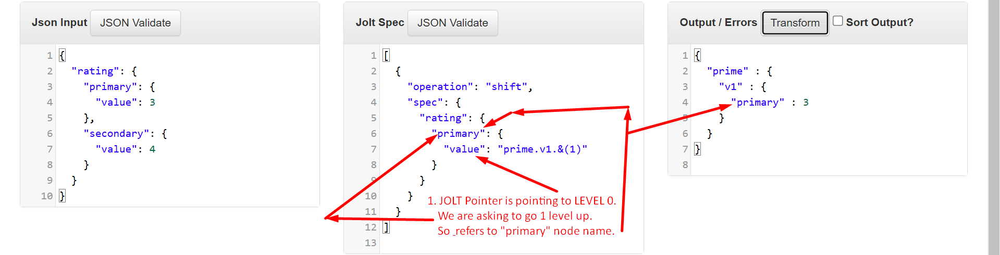 Json Input JSON Validate
1 {
2   "rating": {
3     "primary": {
4       "value": 3
5     },
6     "secondary": {
7       "value": 4
8     }
9   }
10 }
Jolt Spec JSON Validate
1 [
2   {
3     "operation": "shift",
4     "spec": {
5       "rating": {
6         "primary": {
7           "value": "prime.v1.&(1)"
8         }
9       }
10     }
11   }
12 ]
13
1. JOLT Pointer is pointing to LEVEL 0.
We are asking to go 1 level up.
So refers to "primary" node name.
Output / Errors Transform Sort Output?
1 {
2   "prime" : {
3     "v1" : {
4       "primary" : 3
5     }
6   }
7 }
8